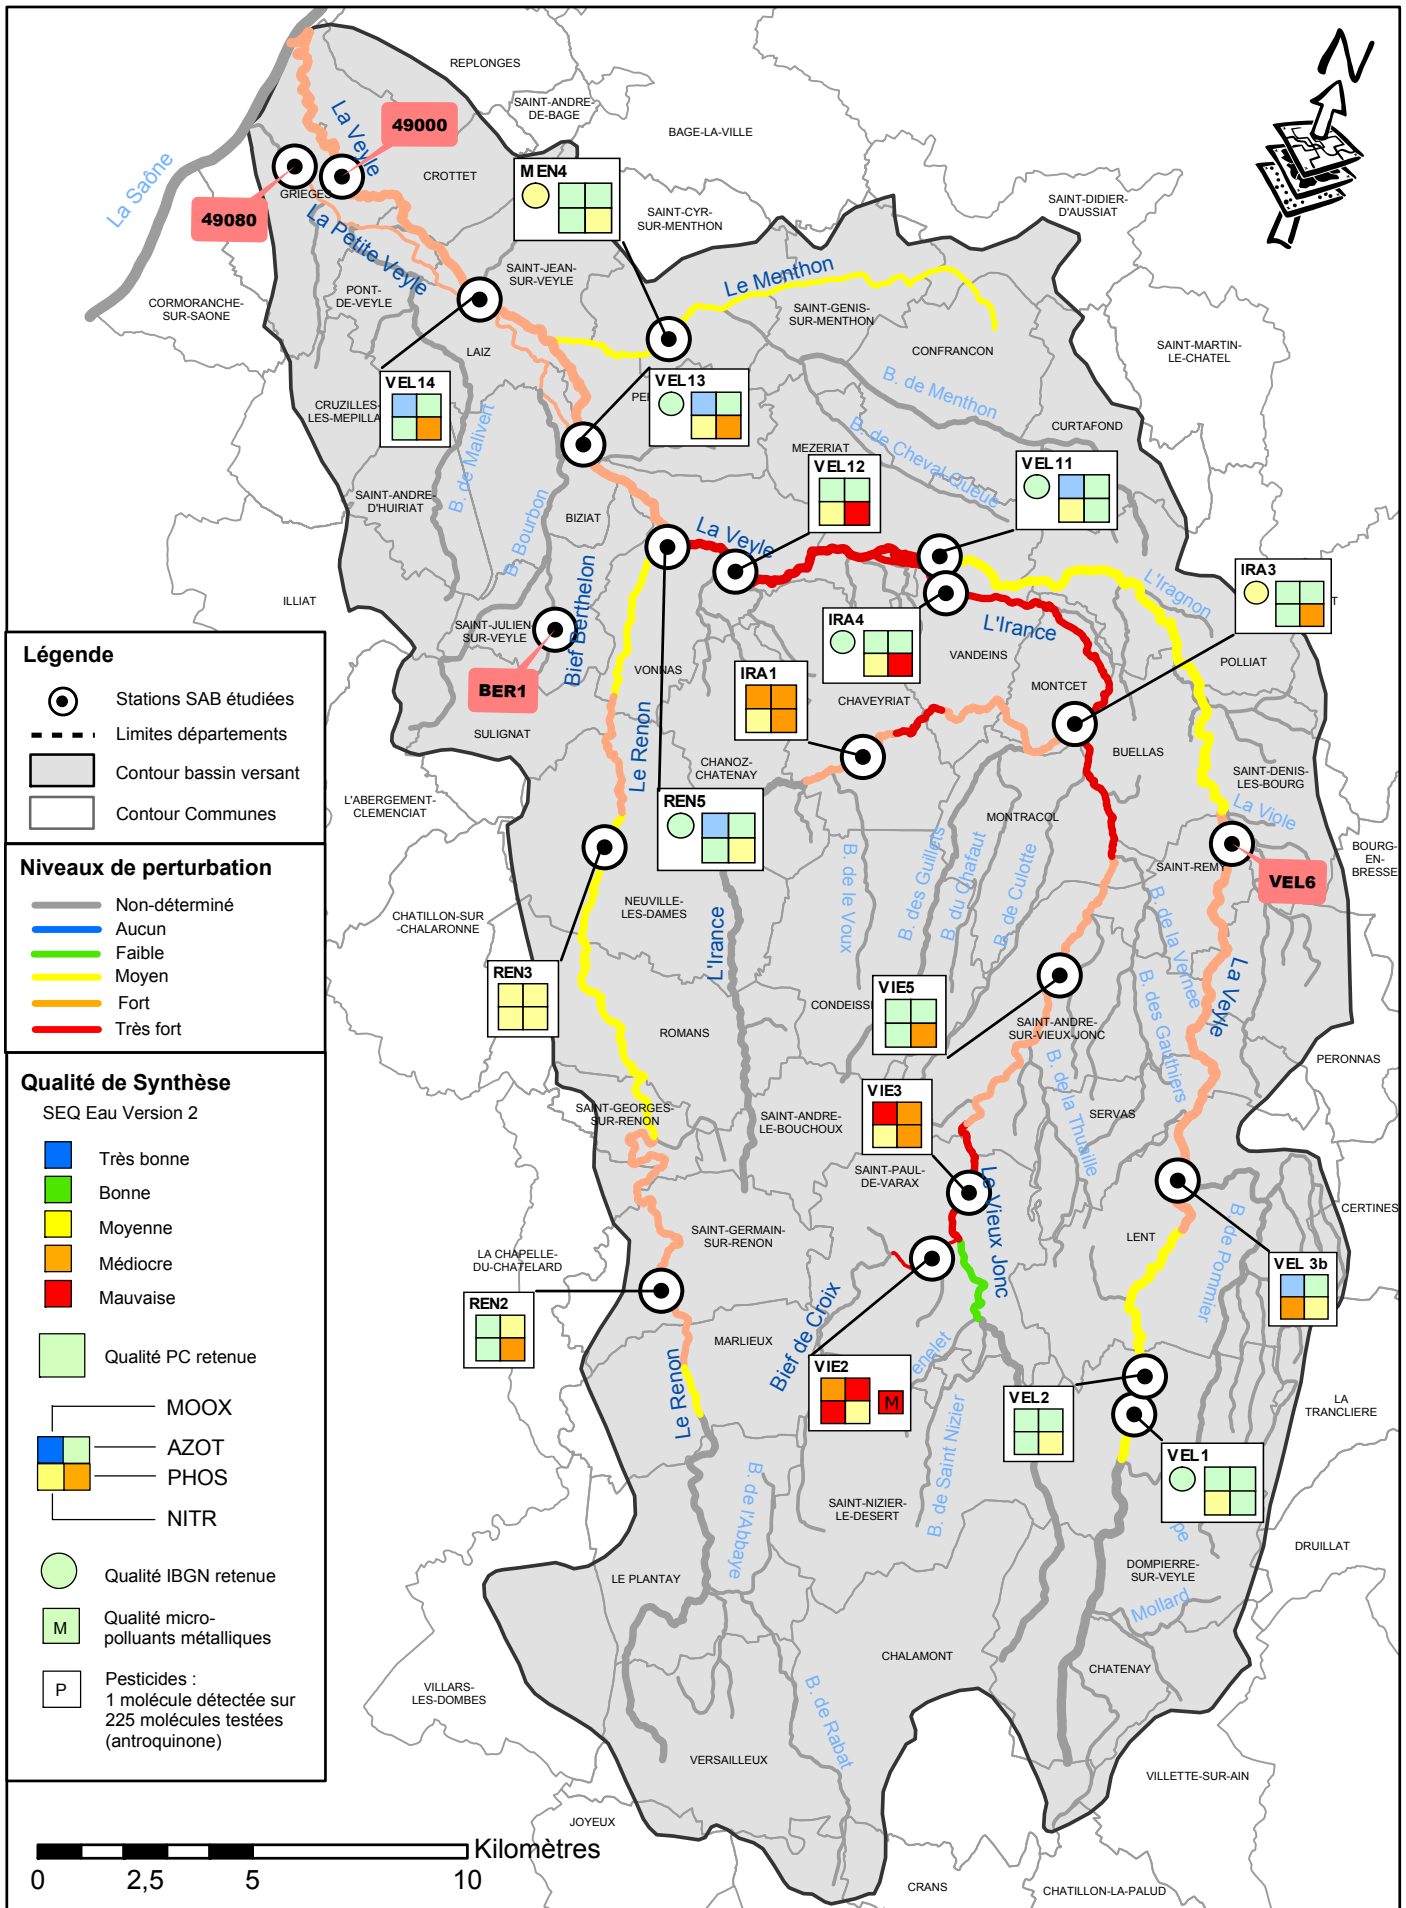 N
REPLONGES
SAINT-ANDRE-
DE-BAGE
BAGE-LA-VILLE
49000
La Veyle
La Saône
CROTTET
GRIEGES
49080
MEN4
SAINT-CYR-
SUR-MENTHON
SAINT-DIDIER-
D'AUSSIAT
La Petite Veyle
SAINT-JEAN-
SUR-VEYLE
Le Menthon
CORMORANCHE-
SUR-SAONE
PONT-
DE-VEYLE
SAINT-GENIS-
SUR-MENTHON
CONFRANCON
SAINT-MARTIN-
LE-CHATEL
LAIZ
VEL14
VEL13
B. de Menthon
CRUZILLES-
LES-MEPILLA
CURTAFOND
B. de Malivert
B. de Cheval Queue
MEZERIAT
VEL12
VEL11
SAINT-ANDRE-
D'HUIRIAT
B. Bourbon
BIZIAT
La Veyle
L'Iragnon
IRA3
ILLIAT
Bief Berthelon
SAINT-JULIEN-
SUR-VEYLE
IRA4
L'Irance
VANDEINS
POLLIAT
VONNAS
IRA1
MONTCET
BER1
CHAVEYRIAT
SULIGNAT
BUELLAS
Le Renon
CHANOZ-
CHATENAY
SAINT-DENIS-
LES-BOURG
L'ABERGEMENT-
CLEMENCIAT
REN5
La Viole
MONTRACOL
BOURG-
EN-
BRESSE
SAINT-REMY
VEL6
B. de le Voux
B. des Guillets
B. du Chafaut
B. de Culotte
B. de la Vernee
NEUVILLE-
LES-DAMES
CHATILLON-SUR
-CHALARONNE
L'Irance
REN3
VIE5
La Veyle
B. des Gauthiers
SAINT-ANDRE-
SUR-VIEUX-JONC
ROMANS
PERONNAS
B. de la Thuaille
VIE3
SAINT-GEORGES-
SUR-RENON
SAINT-ANDRE-
LE-BOUCHOUX
SERVAS
SAINT-PAUL-
DE-VARAX
Le Vieux Jonc
CERTINES
SAINT-GERMAIN-
SUR-RENON
LENT
B. de Pommier
LA CHAPELLE-
DU-CHATELARD
VEL 3b
REN2
Bief de Croix
MARLIEUX
VIE2
M
VEL2
LA
TRANCLIERE
Le Renon
VEL1
B. de Saint Nizier
B. de l'Abbaye
SAINT-NIZIER-
LE-DESERT
DRUILLAT
LE PLANTAY
DOMPIERRE-
SUR-VEYLE
Mollard
CHALAMONT
CHATENAY
VILLARS-
LES-DOMBES
B. de Rabat
VERSAILLEUX
VILLETTE-SUR-AIN
JOYEUX
CRANS
CHATILLON-LA-PALUD
Légende
Stations SAB étudiées
Limites départements
Contour bassin versant
Contour Communes
Niveaux de perturbation
Non-déterminé
Aucun
Faible
Moyen
Fort
Très fort
Qualité de Synthèse
SEQ Eau Version 2
Très bonne
Bonne
Moyenne
Médiocre
Mauvaise
Qualité PC retenue
MOOX
AZOT
PHOS
NITR
Qualité IBGN retenue
M
Qualité micro-
polluants métalliques
P
Pesticides :
1 molécule détectée sur
225 molécules testées
(antroquinone)
Kilomètres
0 2,5 5 10